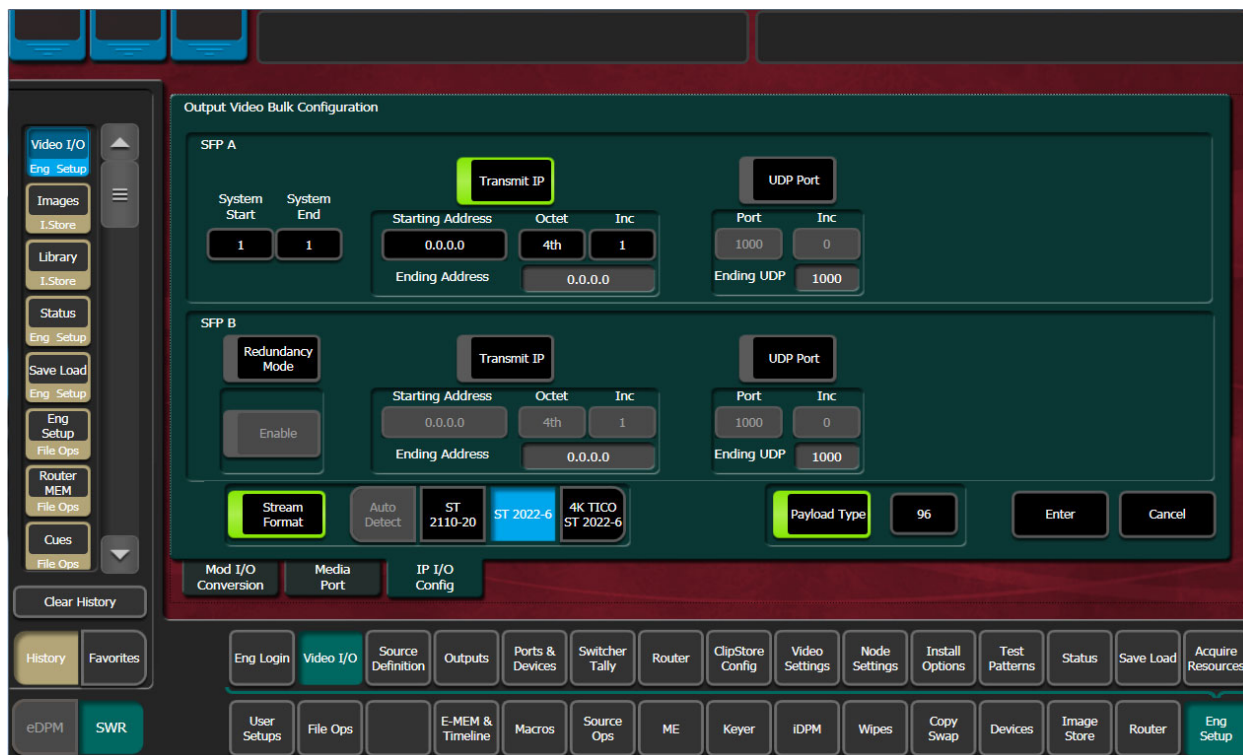 Output Video Bulk Configuration
SFP A
Transmit IP
UDP Port
System Start
System End
Starting Address
Octet
Inc
Port
Inc
1
1
0.0.0.0
4th
1
1000
0
Ending Address
0.0.0.0
Ending UDP
1000
SFP B
Redundancy Mode
Transmit IP
UDP Port
Starting Address
Octet
Inc
Port
Inc
Enable
0.0.0.0
4th
1
1000
0
Ending Address
0.0.0.0
Ending UDP
1000
Stream Format
Auto Detect
ST 2110-20
ST 2022-6
4K TICO ST 2022-6
Payload Type
96
Enter
Cancel
Mod I/O Conversion
Media Port
IP I/O Config
Video I/O
Eng Setup
Images
I.Store
Library
I.Store
Status
Eng Setup
Save Load
Eng Setup
Eng Setup
File Ops
Router MEM
File Ops
Cues
File Ops
Clear History
History
Favorites
Eng Login
Video I/O
Source Definition
Outputs
Ports & Devices
Switcher Tally
Router
ClipStore Config
Video Settings
Node Settings
Install Options
Test Patterns
Status
Save Load
Acquire Resources
eDPM
SWR
User Setups
File Ops
E-MEM & Timeline
Macros
Source Ops
ME
Keyer
iDPM
Wipes
Copy Swap
Devices
Image Store
Router
Eng Setup